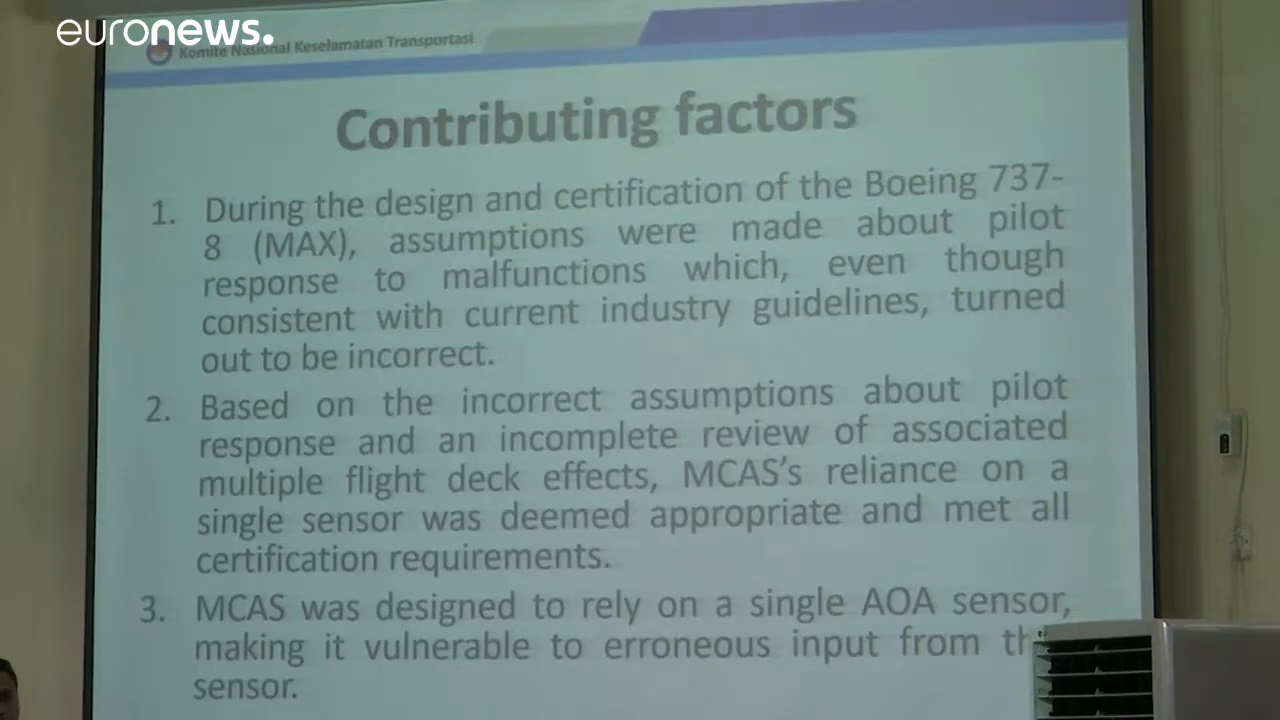 euronews.
Komite Nasional Keselamatan Transportasi
Contributing factors
1. During the design and certification of the Boeing 737-
8 (MAX), assumptions were made about pilot
response to malfunctions which, even though
consistent with current industry guidelines, turned
out to be incorrect.
2. Based on the incorrect assumptions about pilot
response and an incomplete review of associated
multiple flight deck effects, MCAS's reliance on a
single sensor was deemed appropriate and met all
certification requirements.
3. MCAS was designed to rely on a single AOA sensor,
making it vulnerable to erroneous input from
sensor.